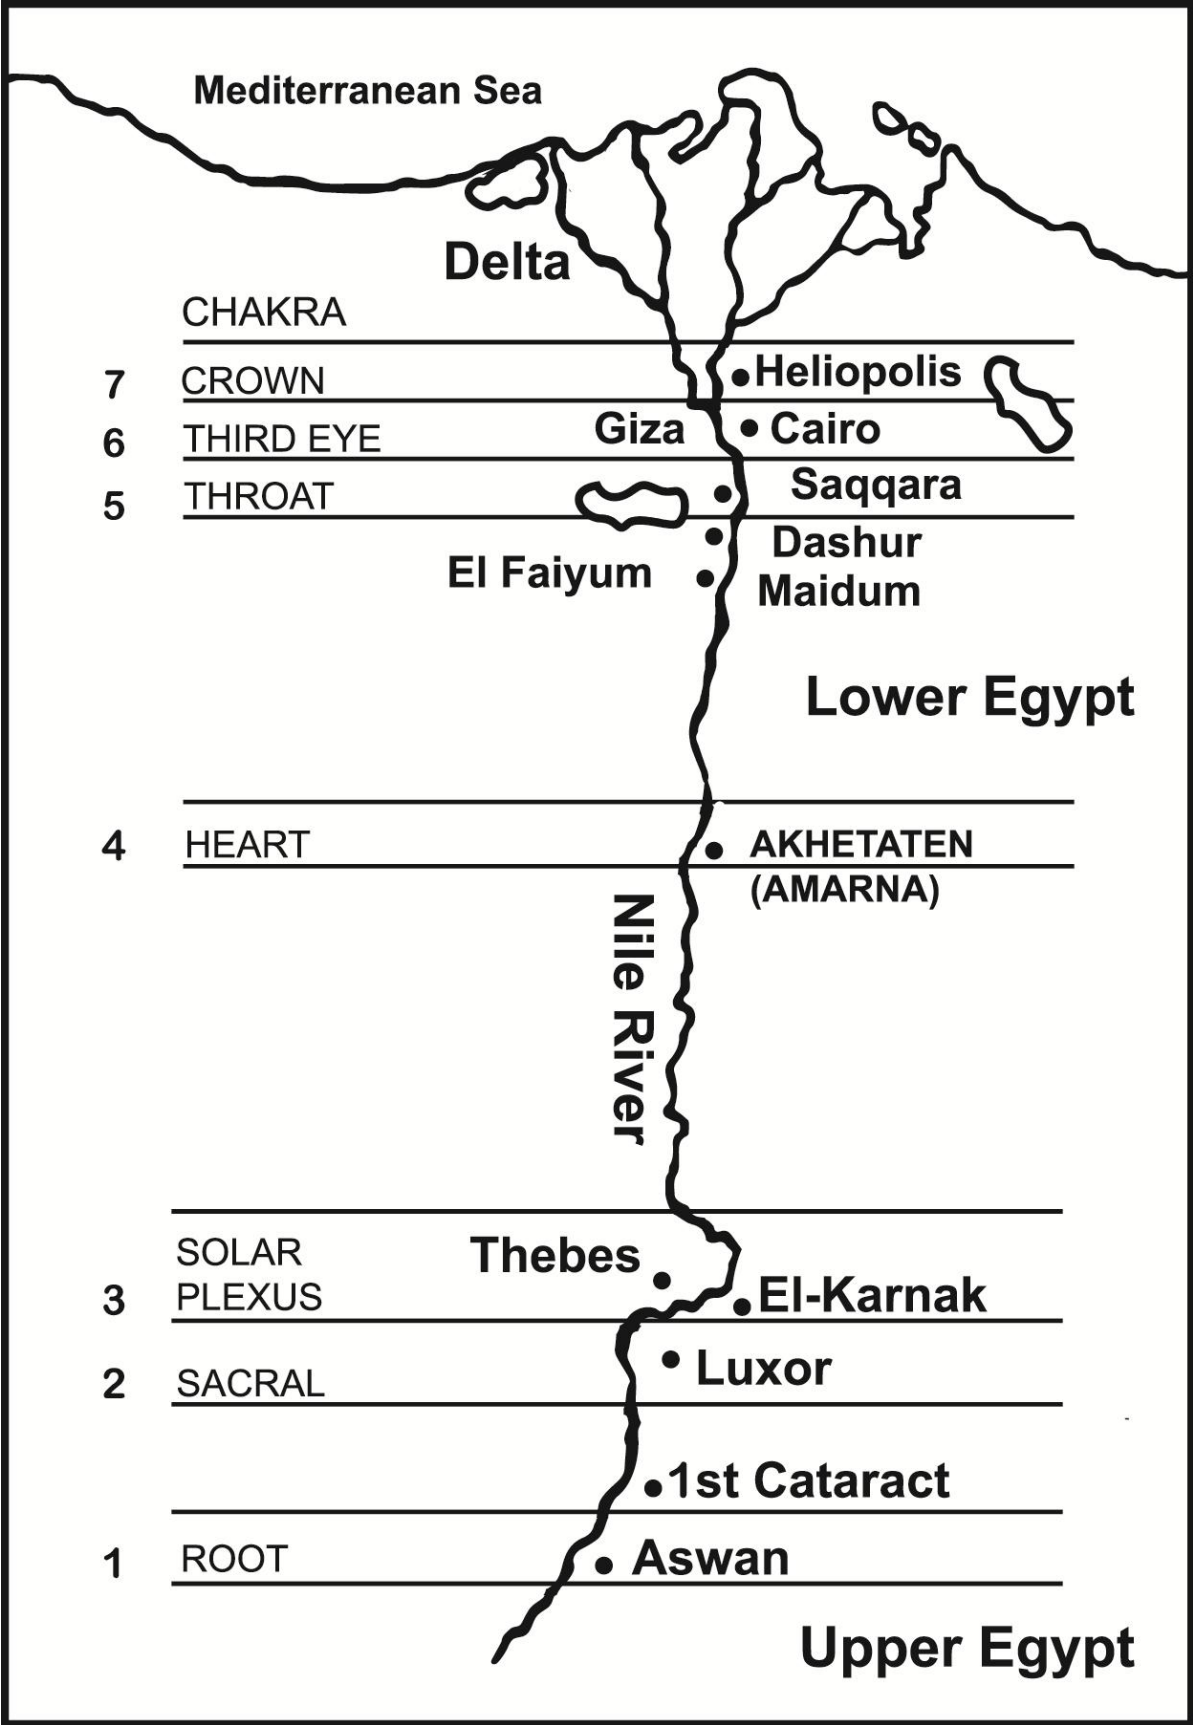 Mediterranean Sea
Delta
CHAKRA
7 CROWN Heliopolis
6 THIRD EYE Giza Cairo
5 THROAT Saqqara
Dashur
El Faiyum Maidum
Lower Egypt
4 HEART AKHETATEN
(AMARNA)
Nile River
SOLAR Thebes
3 PLEXUS El-Karnak
2 SACRAL Luxor
1st Cataract
1 ROOT Aswan
Upper Egypt